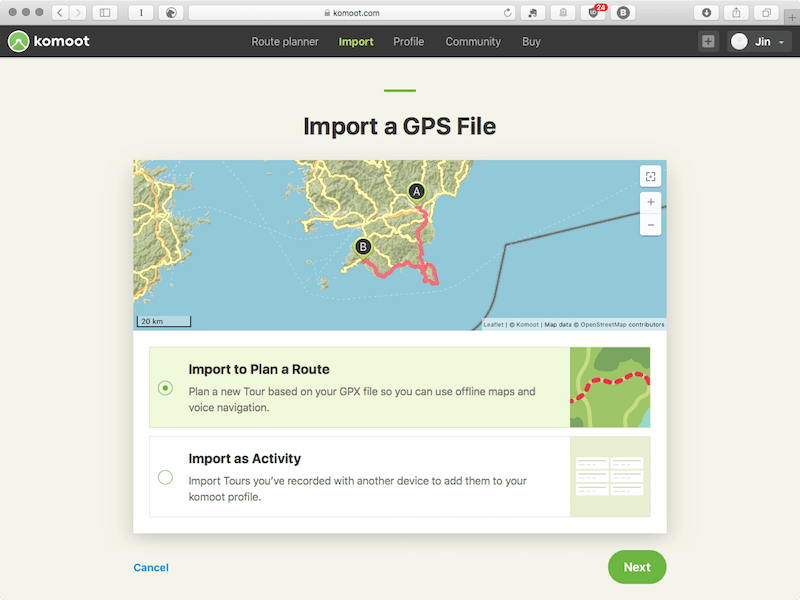 komoot.com
24
B
komoot
Route planner
Import
Profile
Community
Buy
Jin
Import a GPS File
A
B
+
−
20 km
Leaflet | © Komoot | Map data © OpenStreetMap contributors
Import to Plan a Route
Plan a new Tour based on your GPX file so you can use offline maps and
voice navigation.
Import as Activity
Import Tours you’ve recorded with another device to add them to your
komoot profile.
Cancel
Next